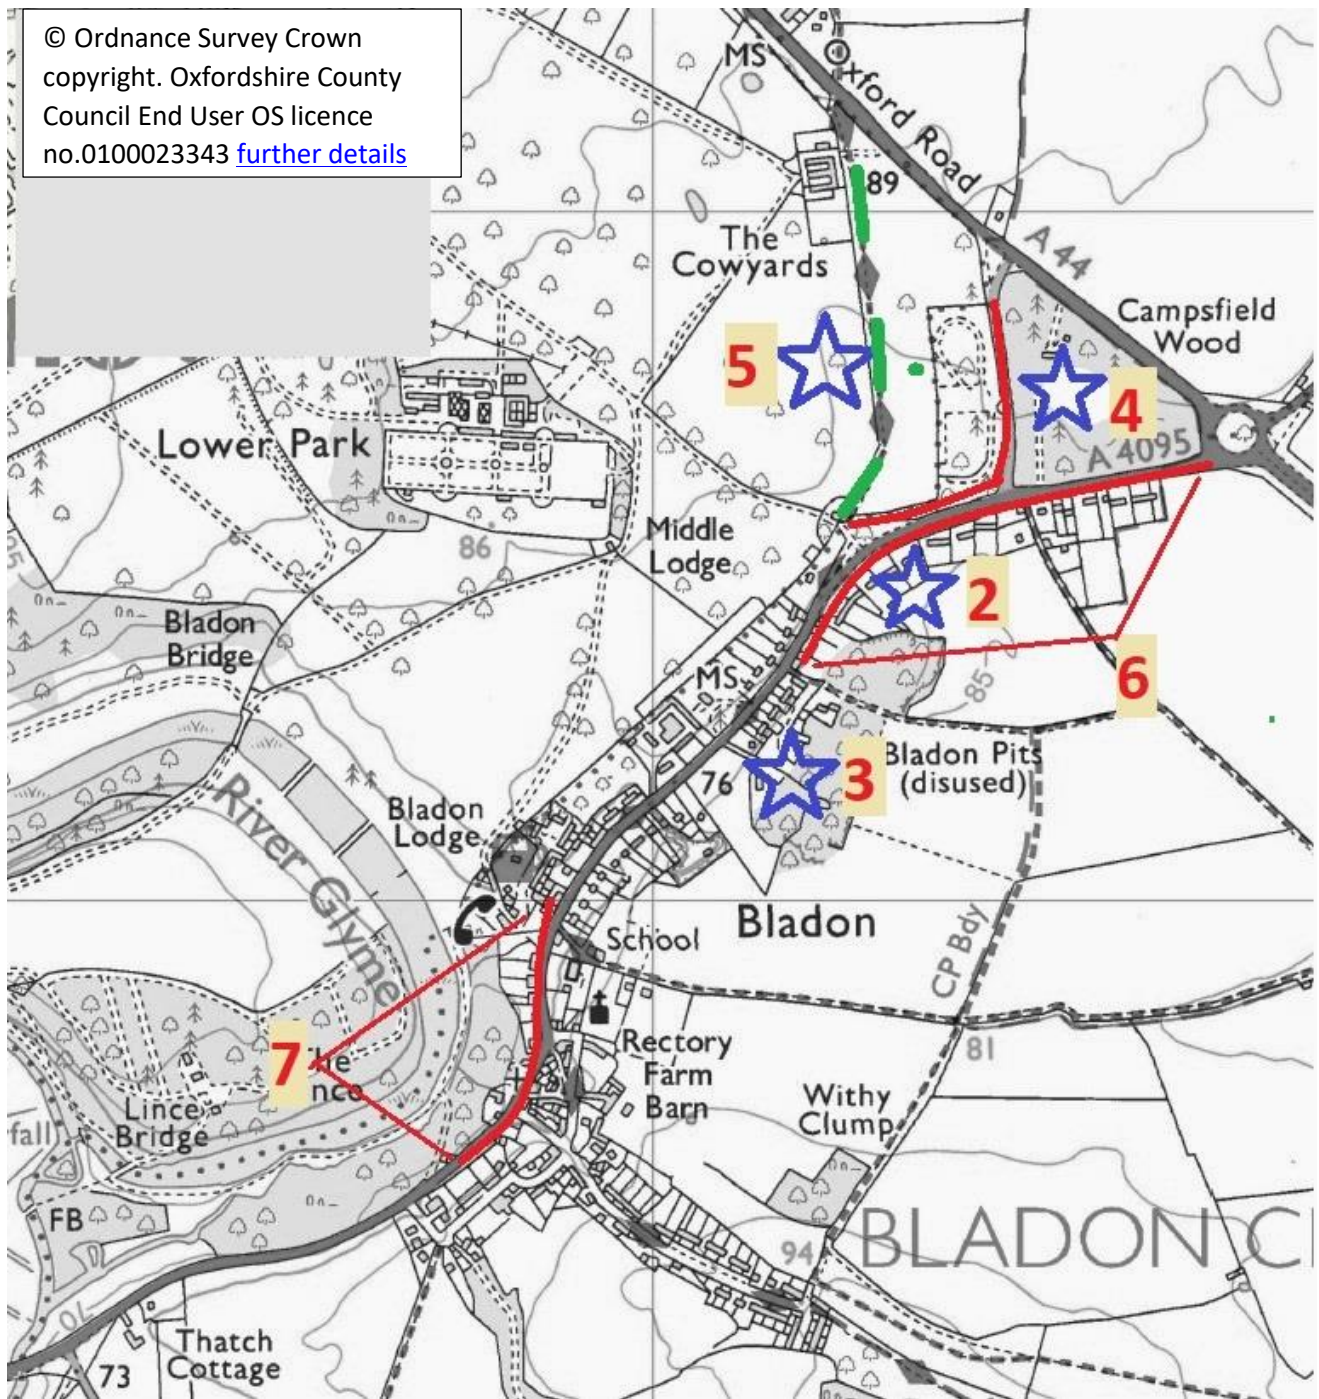 © Ordnance Survey Crown
copyright. Oxfordshire County
Council End User OS licence
no.0100023343 further details
MS
Oxford Road
89
The
Cowyards
A 44
Campsfield
Wood
5
4
A 4095
Lower Park
86
Middle
Lodge
2
Bladon
Bridge
MS
85
6
Bladon Pits
(disused)
76
3
River Glyme
Bladon
Lodge
School
Bladon
CP Bdy
7
Rectory
Farm
Barn
81
Lince
Bridge
Withy
Clump
fall)
FB
94
BLADON C
70
Thatch
Cottage
73